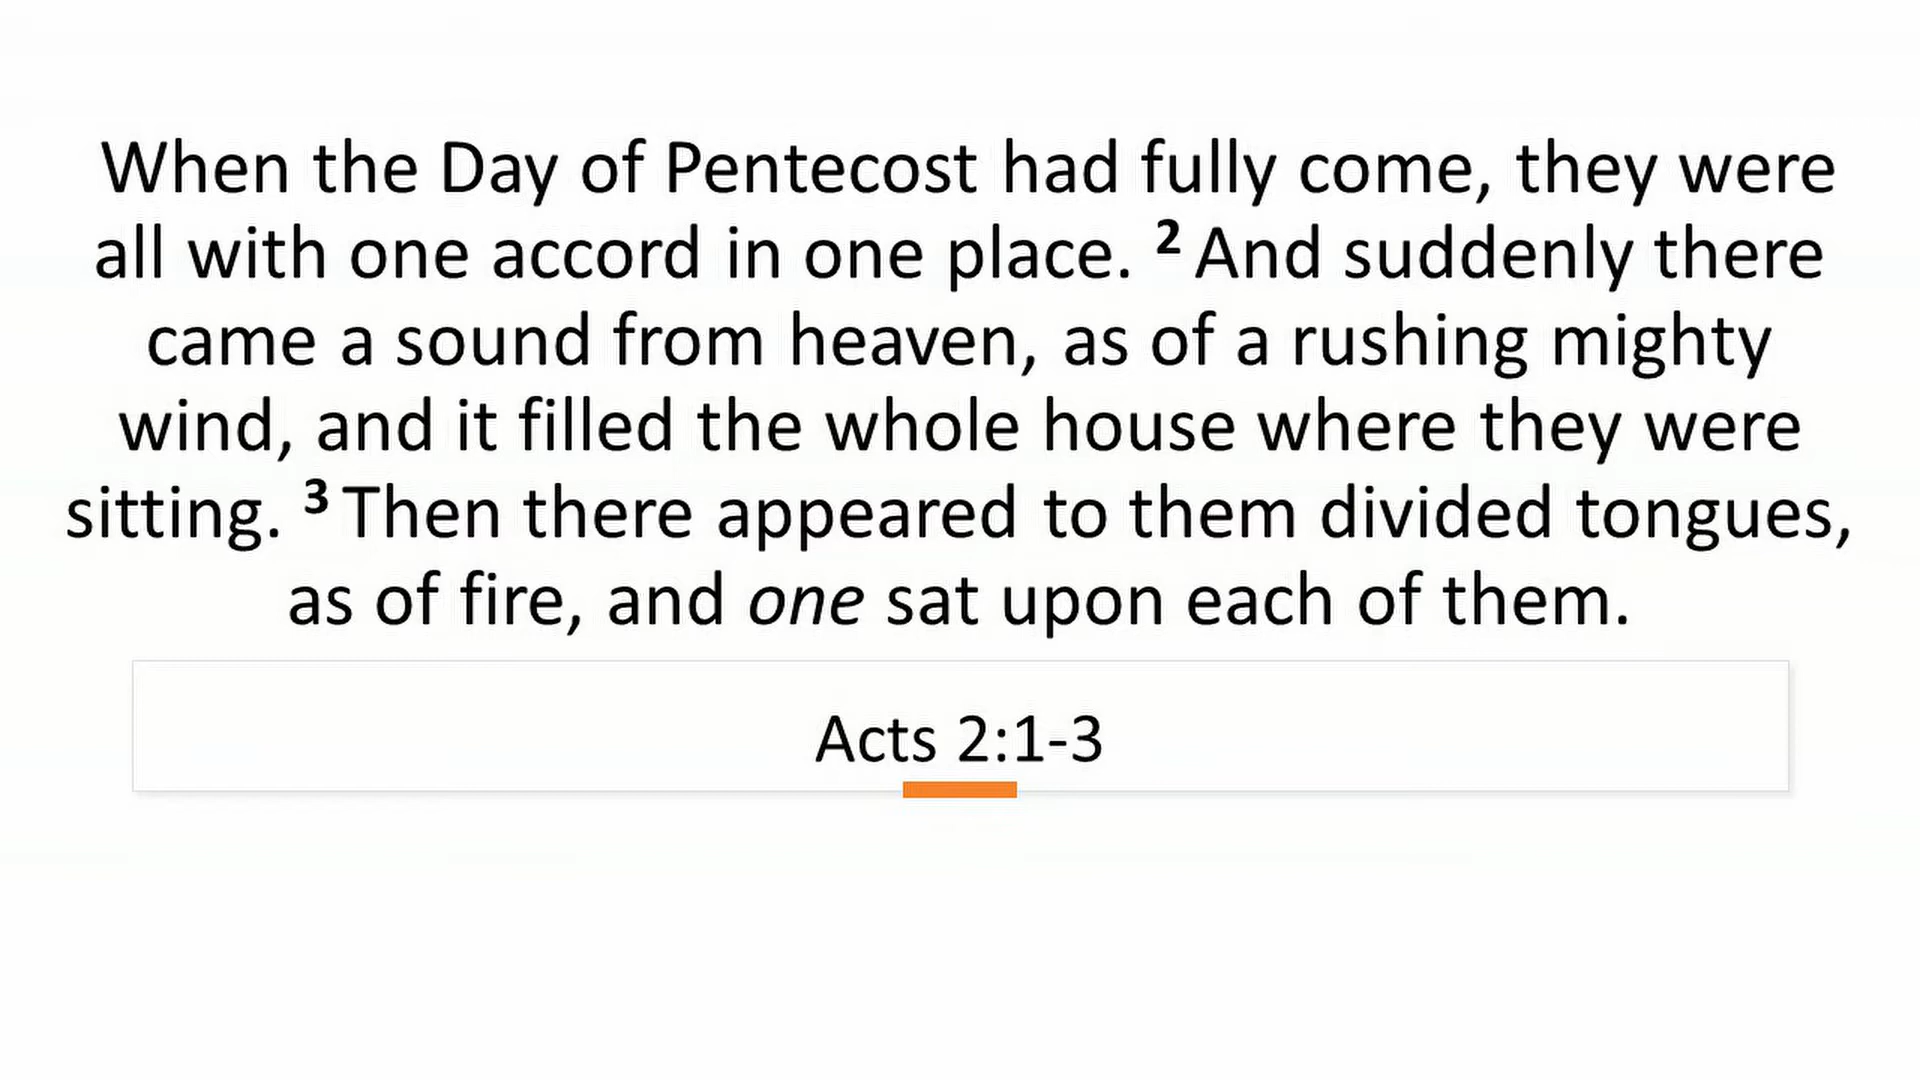 When the Day of Pentecost had fully come, they were
all with one accord in one place. 2 And suddenly there
came a sound from heaven, as of a rushing mighty
wind, and it filled the whole house where they were
sitting. 3 Then there appeared to them divided tongues,
as of fire, and one sat upon each of them.
Acts 2:1-3